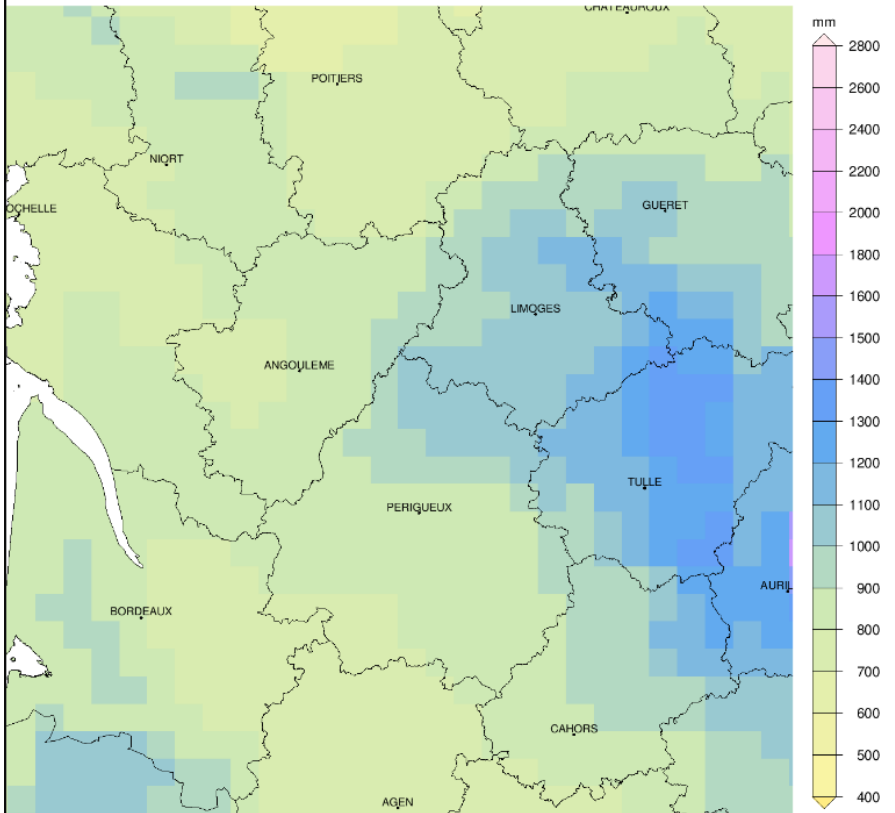 CHATEAUROUX
mm
2800
POITIERS
2600
2400
NIORT
2200
OCHELLE
GUERET
2000
1800
LIMOGES
1600
ANGOULEME
1500
1400
1300
1200
TULLE
PERIGUEUX
1100
1000
AURIL
900
BORDEAUX
800
700
600
CAHORS
500
AGEN
400